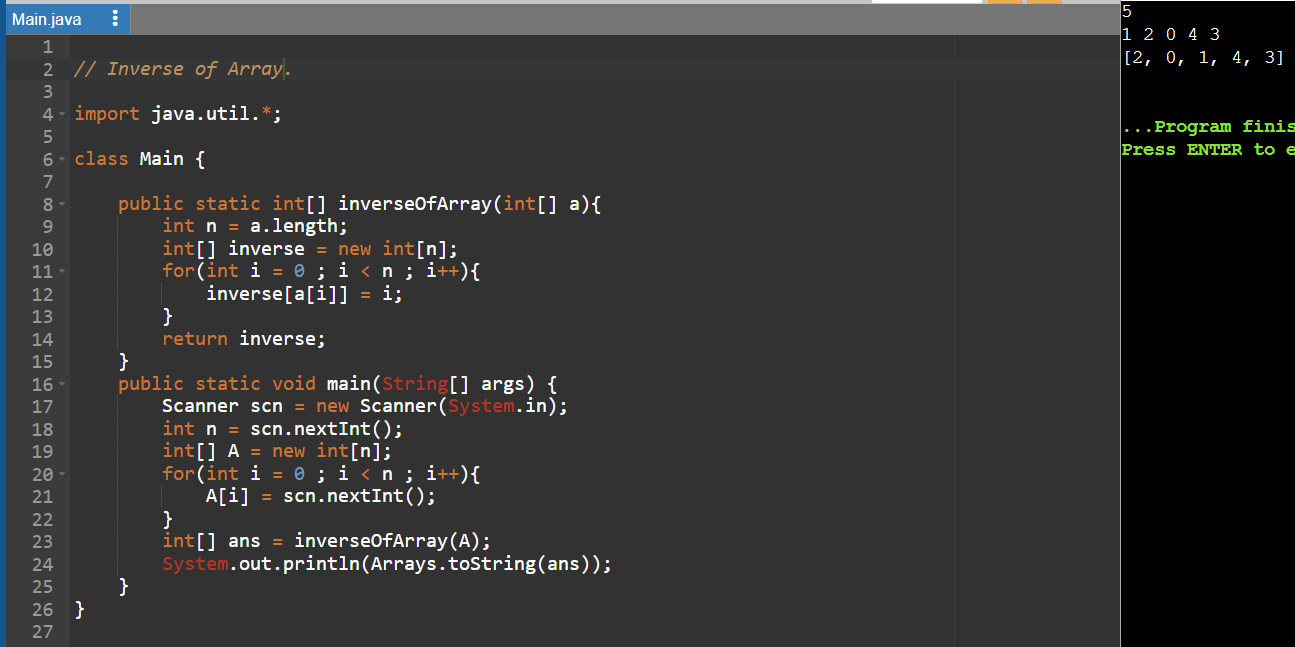 Main.java
1
2 // Inverse of Array.
3
4 import java.util.*;
5
6 class Main {
7
8 public static int[] inverseOfArray(int[] a){
9 int n = a.length;
10 int[] inverse = new int[n];
11 for(int i = 0 ; i < n ; i++){
12 inverse[a[i]] = i;
13 }
14 return inverse;
15 }
16 public static void main(String[] args) {
17 Scanner scn = new Scanner(System.in);
18 int n = scn.nextInt();
19 int[] A = new int[n];
20 for(int i = 0 ; i < n ; i++){
21 A[i] = scn.nextInt();
22 }
23 int[] ans = inverseOfArray(A);
24 System.out.println(Arrays.toString(ans));
25 }
26 }
27
5
1 2 0 4 3
[2, 0, 1, 4, 3]
...Program finis
Press ENTER to e